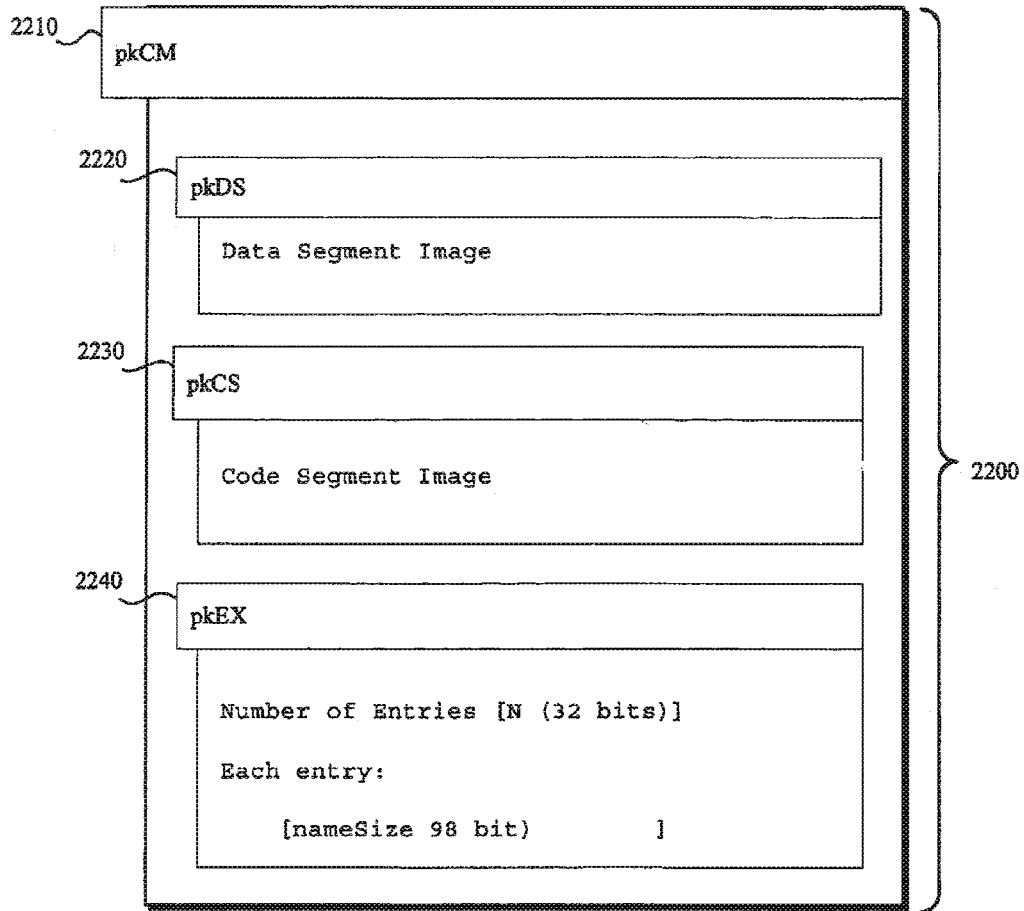 2210
pkCM
2220
pkDS
Data Segment Image
2230
pkCS
Code Segment Image
2200
2240
pkEX
Number of Entries [N (32 bits)]
Each entry:
[nameSize 98 bit) ]